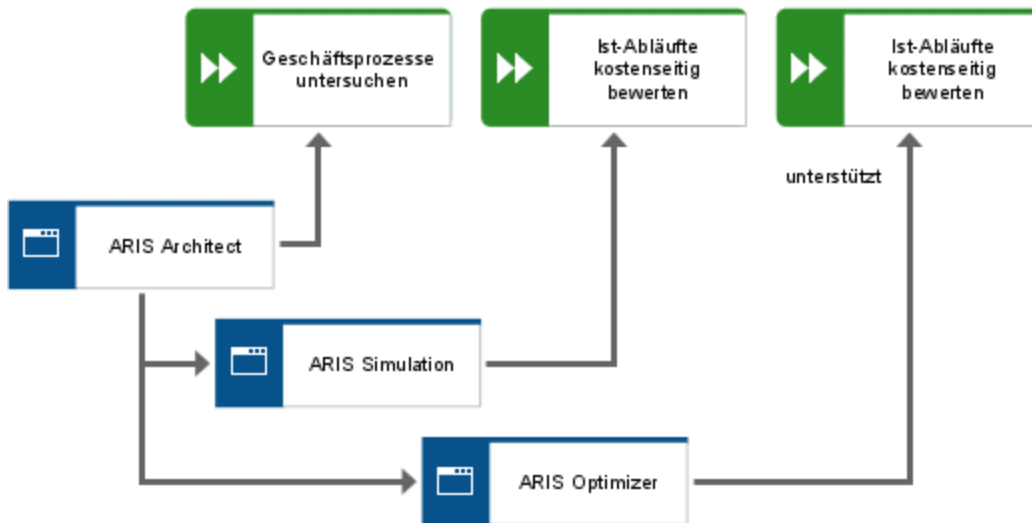 Geschäftsprozesse
untersuchen
Ist-Abläufte
kostenseitig
bewerten
Ist-Abläufte
kostenseitig
bewerten
unterstützt
ARIS Architect
ARIS Simulation
ARIS Optimizer